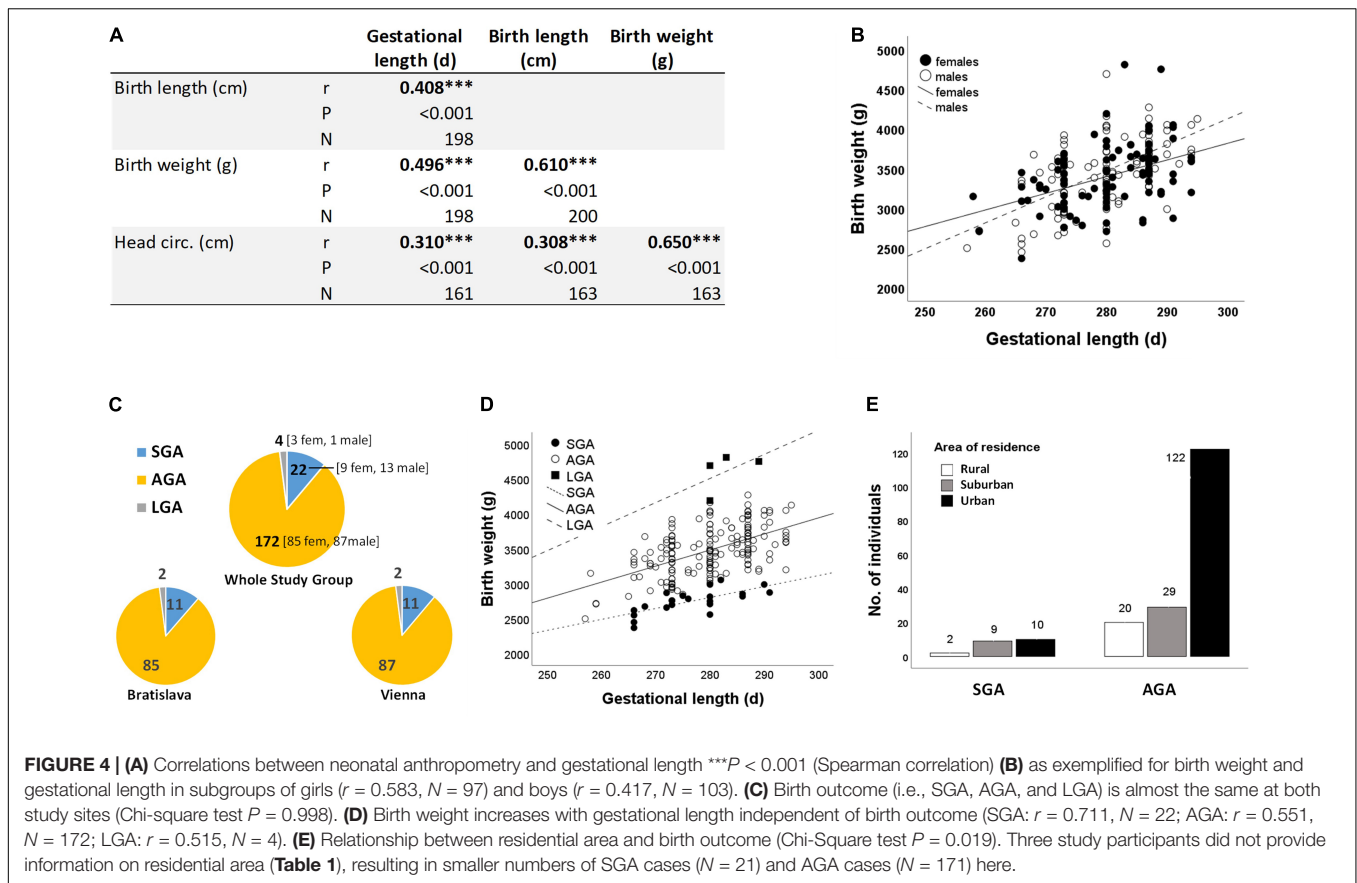 A
Gestational length (d) Birth length (cm) Birth weight (g)
Birth length (cm) r 0.408***
P <0.001
N 198
Birth weight (g) r 0.496*** 0.610***
P <0.001 <0.001
N 198 200
Head circ. (cm) r 0.310*** 0.308*** 0.650***
P <0.001 <0.001 <0.001
N 161 163 163
B
5000
4500
4000
3500
3000
2500
2000
Birth weight (g)
females
males
females
males
250 260 270 280 290 300
Gestational length (d)
C
SGA
AGA
LGA
4 [3 fem, 1 male]
22 [9 fem, 13 male]
172 [85 fem, 87male]
Whole Study Group
2
11
85
Bratislava
2
11
87
Vienna
D
5000
4500
4000
3500
3000
2500
2000
Birth weight (g)
SGA
AGA
LGA
SGA
AGA
LGA
250 260 270 280 290 300
Gestational length (d)
E
No. of individuals
120
100
80
60
40
20
0
Area of residence
Rural
Suburban
Urban
2 9 10
20 29 122
SGA AGA
FIGURE 4 | (A) Correlations between neonatal anthropometry and gestational length ***P < 0.001 (Spearman correlation) (B) as exemplified for birth weight and
gestational length in subgroups of girls (r = 0.583, N = 97) and boys (r = 0.417, N = 103). (C) Birth outcome (i.e., SGA, AGA, and LGA) is almost the same at both
study sites (Chi-square test P = 0.998). (D) Birth weight increases with gestational length independent of birth outcome (SGA: r = 0.711, N = 22; AGA: r = 0.551,
N = 172; LGA: r = 0.515, N = 4). (E) Relationship between residential area and birth outcome (Chi-Square test P = 0.019). Three study participants did not provide
information on residential area (Table 1), resulting in smaller numbers of SGA cases (N = 21) and AGA cases (N = 171) here.